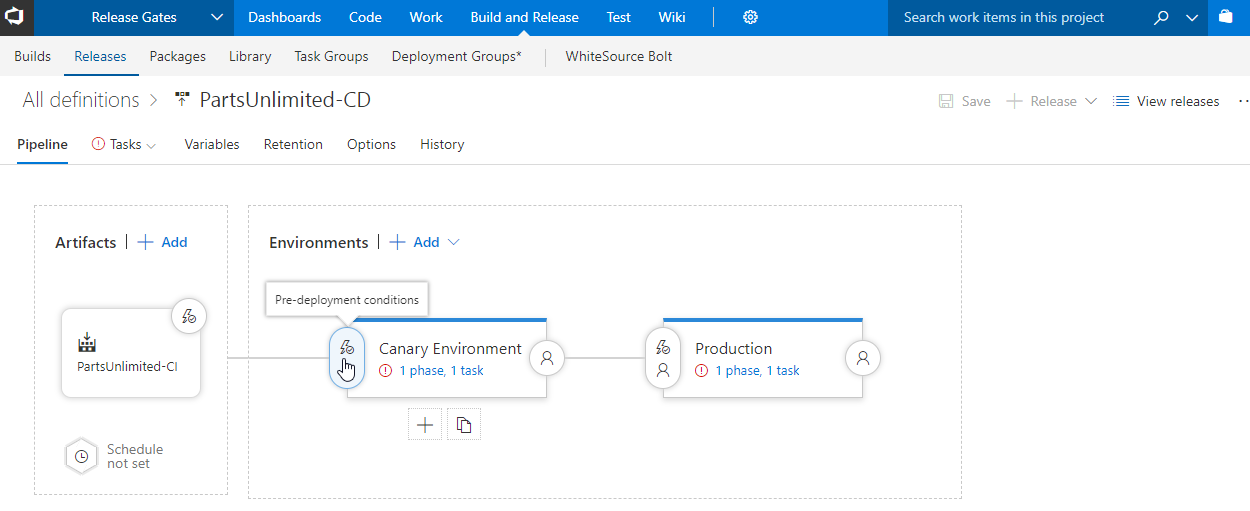 Release Gates Dashboards Code Work Build and Release Test Wiki Search work items in this project
Builds Releases Packages Library Task Groups Deployment Groups* WhiteSource Bolt
All definitions > PartsUnlimited-CD Save Release View releases ...
Pipeline Tasks Variables Retention Options History
Artifacts | + Add Environments | + Add
Pre-deployment conditions
Canary Environment Production
PartsUnlimited-CI 1 phase, 1 task 1 phase, 1 task
Schedule
not set